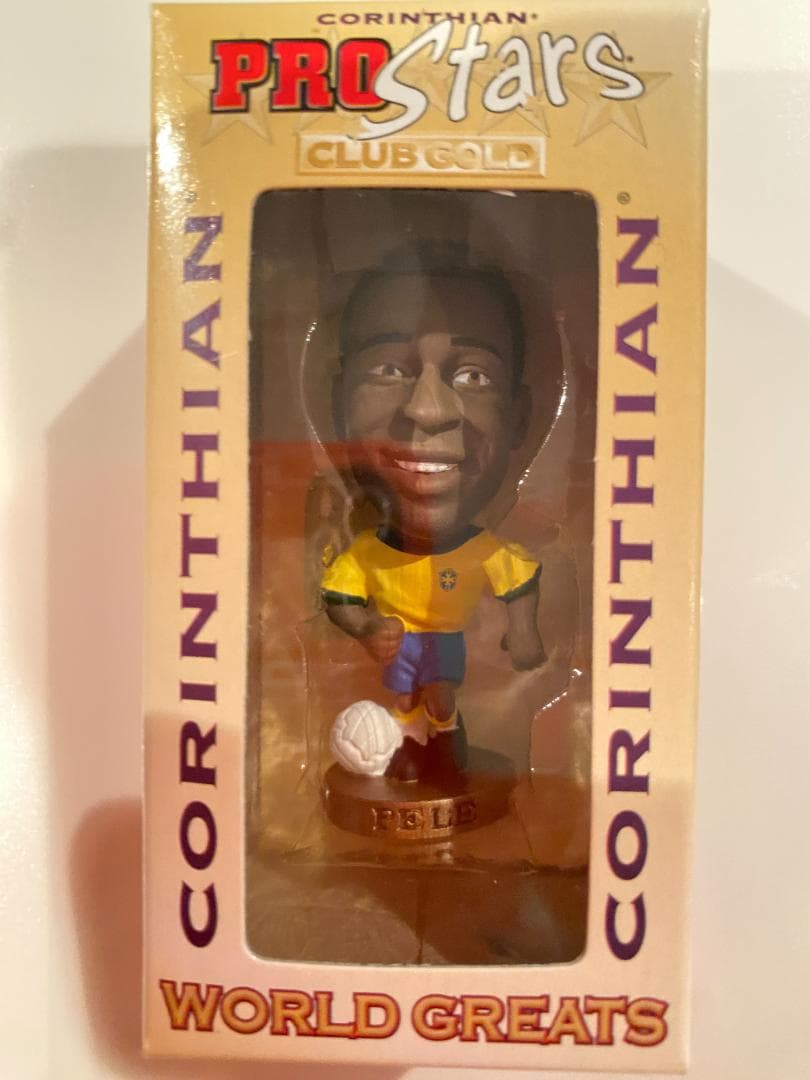 CORINTHIAN®
PRO Stars
CLUB GOLD
CORINTHIAN®
CORINTHIAN®
PELE
WORLD GREATS